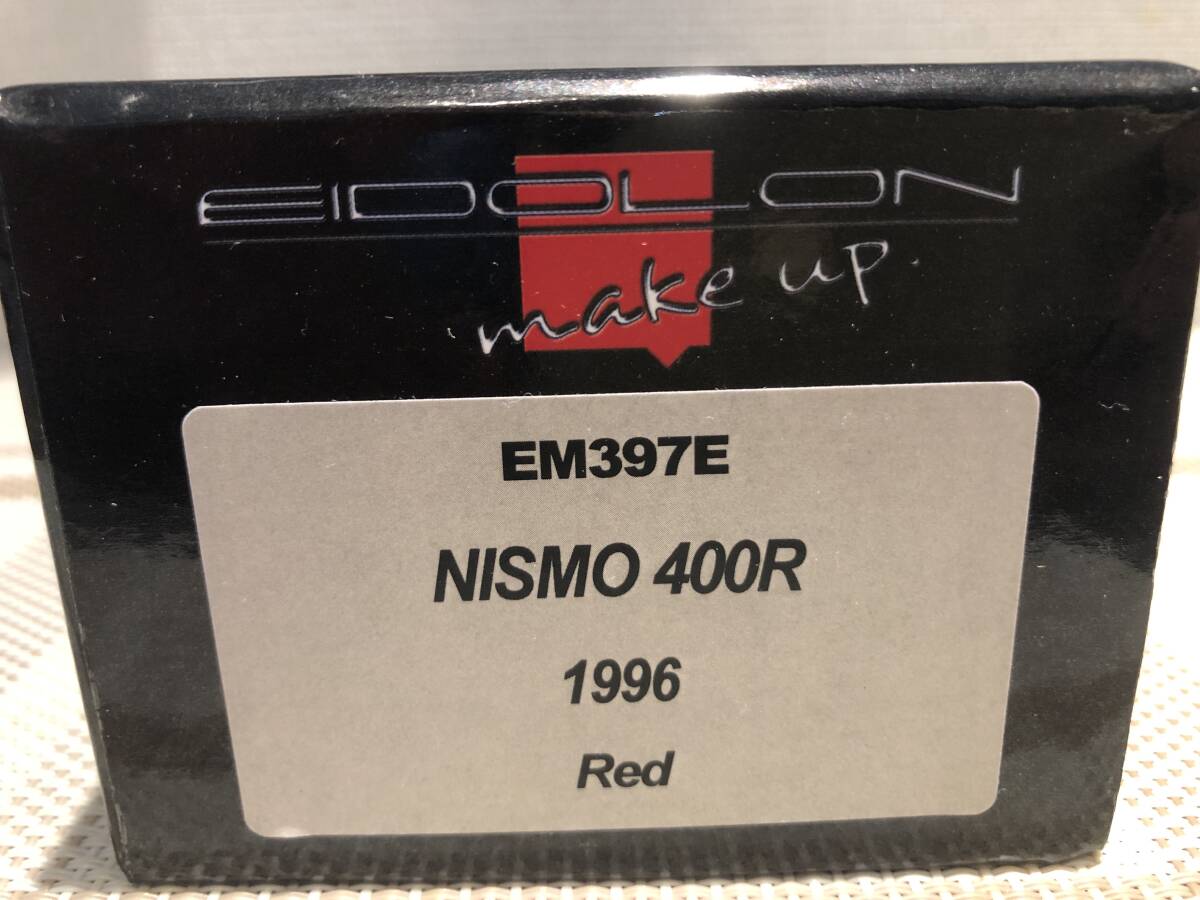 EIDOLON
make up.
EM397E
NISMO 400R
1996
Red